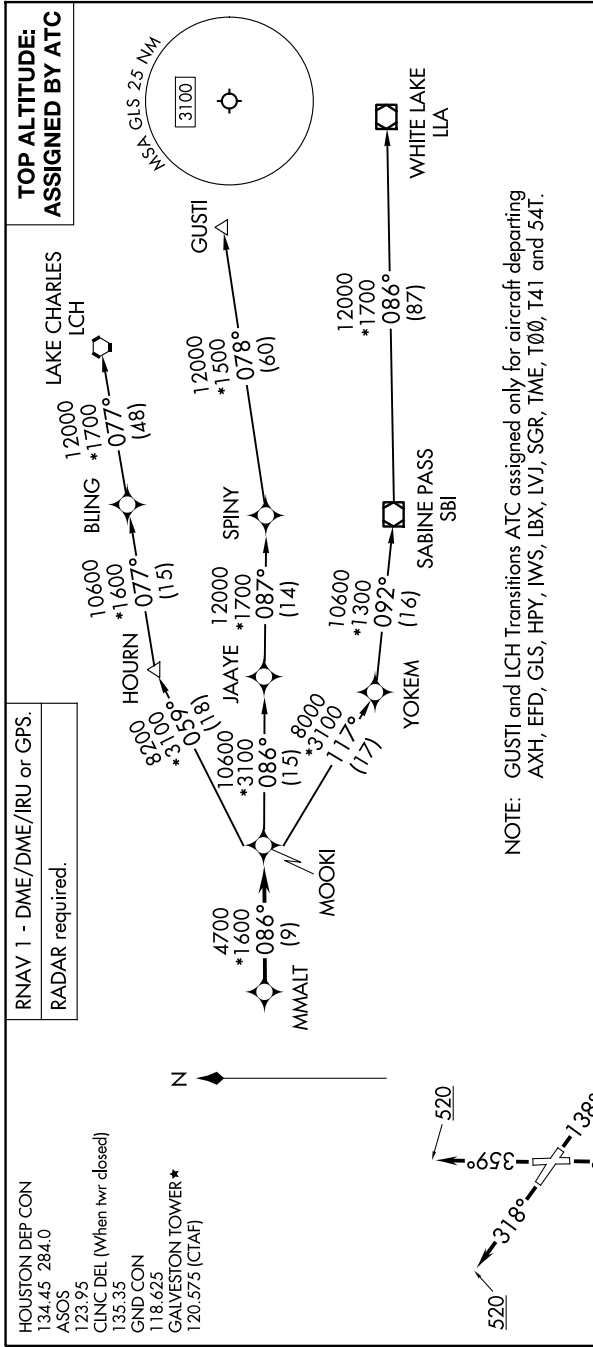 TOP ALTITUDE:
ASSIGNED BY ATC
RNAV 1 - DME/DME/IRU or GPS.
RADAR required.
HOUSTON DEP CON
134.45 284.0
ASOS
123.95
CLNC DEL (When twr closed)
135.35
GND CON
118.625
GALVESTON TOWER★
120.575 (CTAF)
MSA GLS 25 NM
3100
N
LAKE CHARLES
LCH
12000
*1700
077°
(48)
BLING
10600
*1600
077°
(15)
HOURN
8200
*3100
059°
(18)
GUSTI
12000
*1500
078°
(60)
SPINY
12000
*1700
087°
(14)
JAAYE
10600
*3100
086°
(15)
MOOKI
4700
*1600
086°
(9)
MMALT
8000
*3100
117°
(17)
YOKEM
10600
*1300
092°
(16)
SABINE PASS
SBI
12000
*1700
086°
(87)
WHITE LAKE
LLA
520
359°
318°
520
138°
NOTE: GUSTI and LCH Transitions ATC assigned only for aircraft departing
AXH, EFD, GLS, HPY, IWS, LBX, LVJ, SGR, TME, TØØ, T41 and 54T.